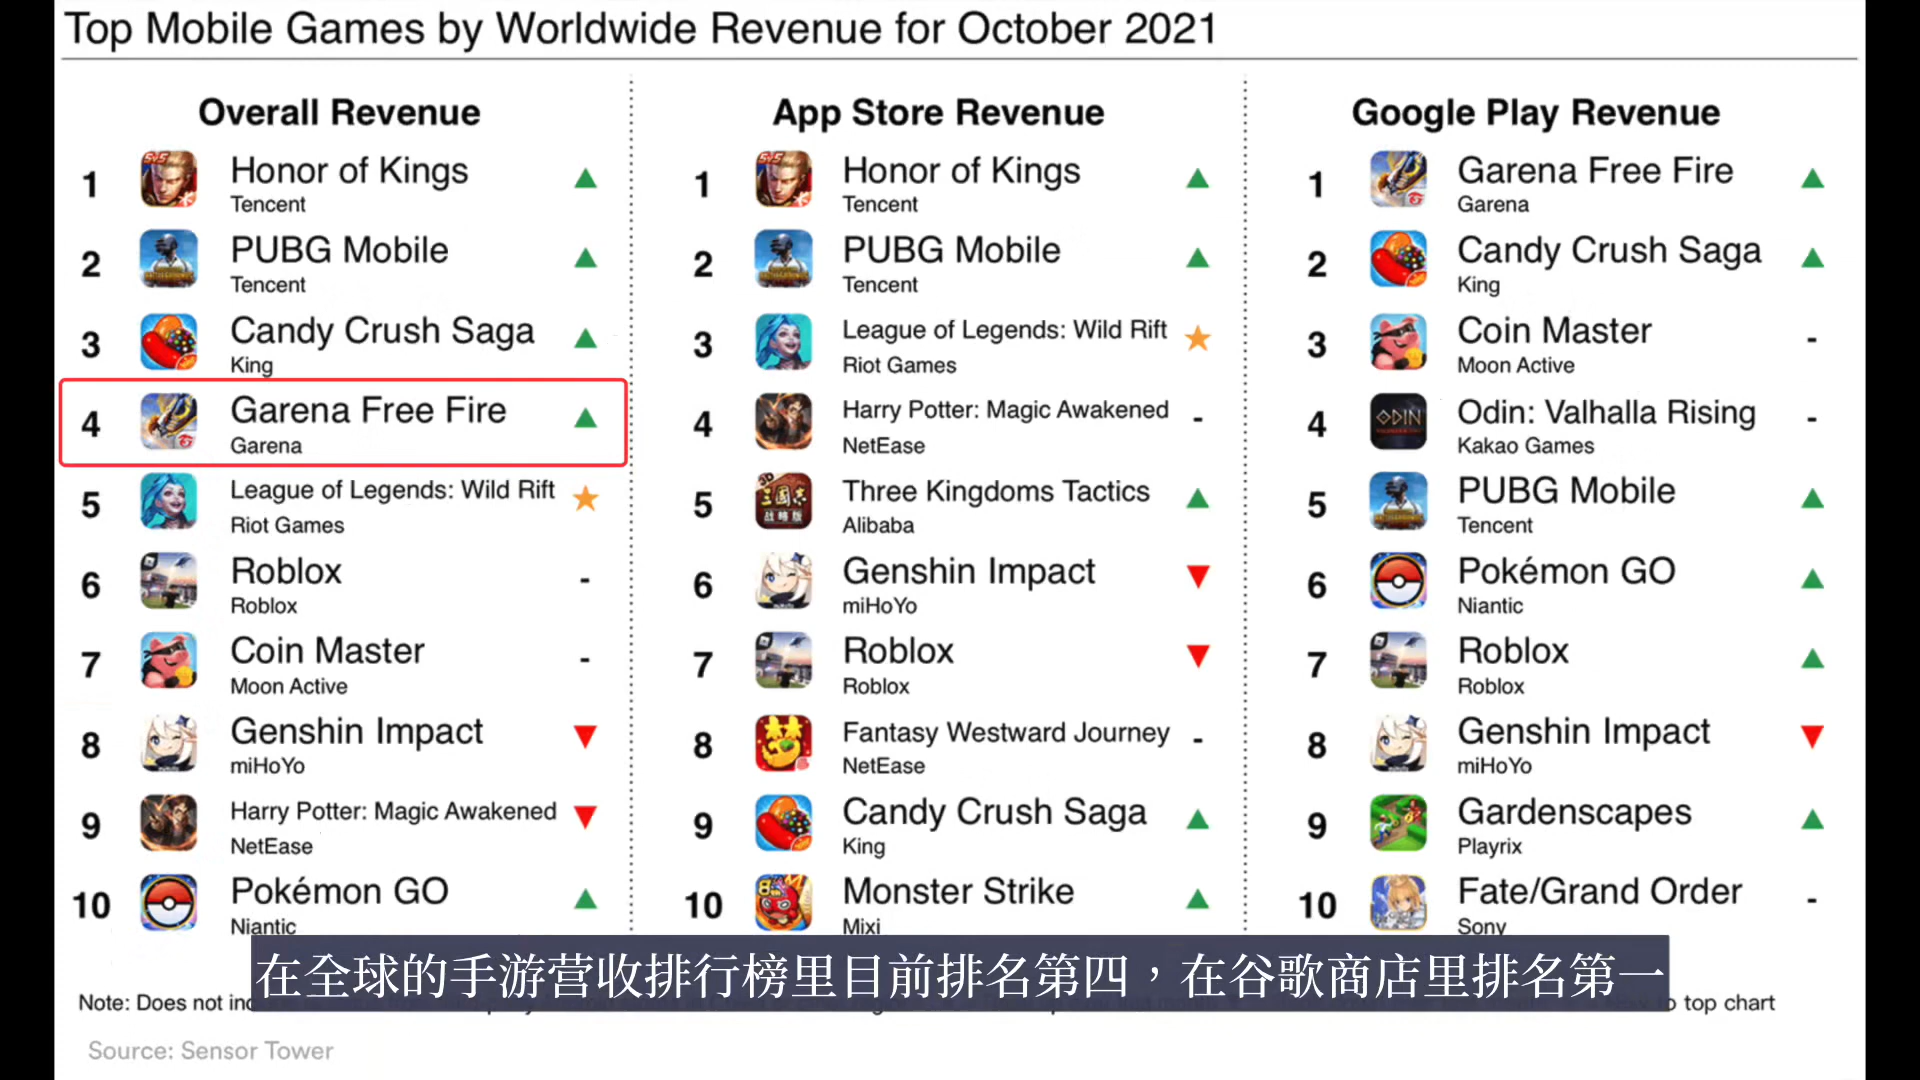 Top Mobile Games by Worldwide Revenue for October 2021
Overall Revenue
1
Honor of Kings
Tencent
2
PUBG Mobile
Tencent
3
Candy Crush Saga
King
4
Garena Free Fire
Garena
5
League of Legends: Wild Rift
Riot Games
6
Roblox
Roblox
-
7
Coin Master
Moon Active
-
8
Genshin Impact
miHoYo
9
Harry Potter: Magic Awakened
NetEase
10
Pokémon GO
Niantic
App Store Revenue
1
Honor of Kings
Tencent
2
PUBG Mobile
Tencent
3
League of Legends: Wild Rift
Riot Games
4
Harry Potter: Magic Awakened
NetEase
-
5
Three Kingdoms Tactics
Alibaba
6
Genshin Impact
miHoYo
7
Roblox
Roblox
8
Fantasy Westward Journey
NetEase
-
9
Candy Crush Saga
King
10
Monster Strike
Mixi
Google Play Revenue
1
Garena Free Fire
Garena
2
Candy Crush Saga
King
3
Coin Master
Moon Active
-
4
Odin: Valhalla Rising
Kakao Games
-
5
PUBG Mobile
Tencent
6
Pokémon GO
Niantic
7
Roblox
Roblox
8
Genshin Impact
miHoYo
9
Gardenscapes
Playrix
10
Fate/Grand Order
Sony
-
在全球的手游营收排行榜里目前排名第四，在谷歌商店里排名第一
Note: Does not to top chart
Source: Sensor Tower